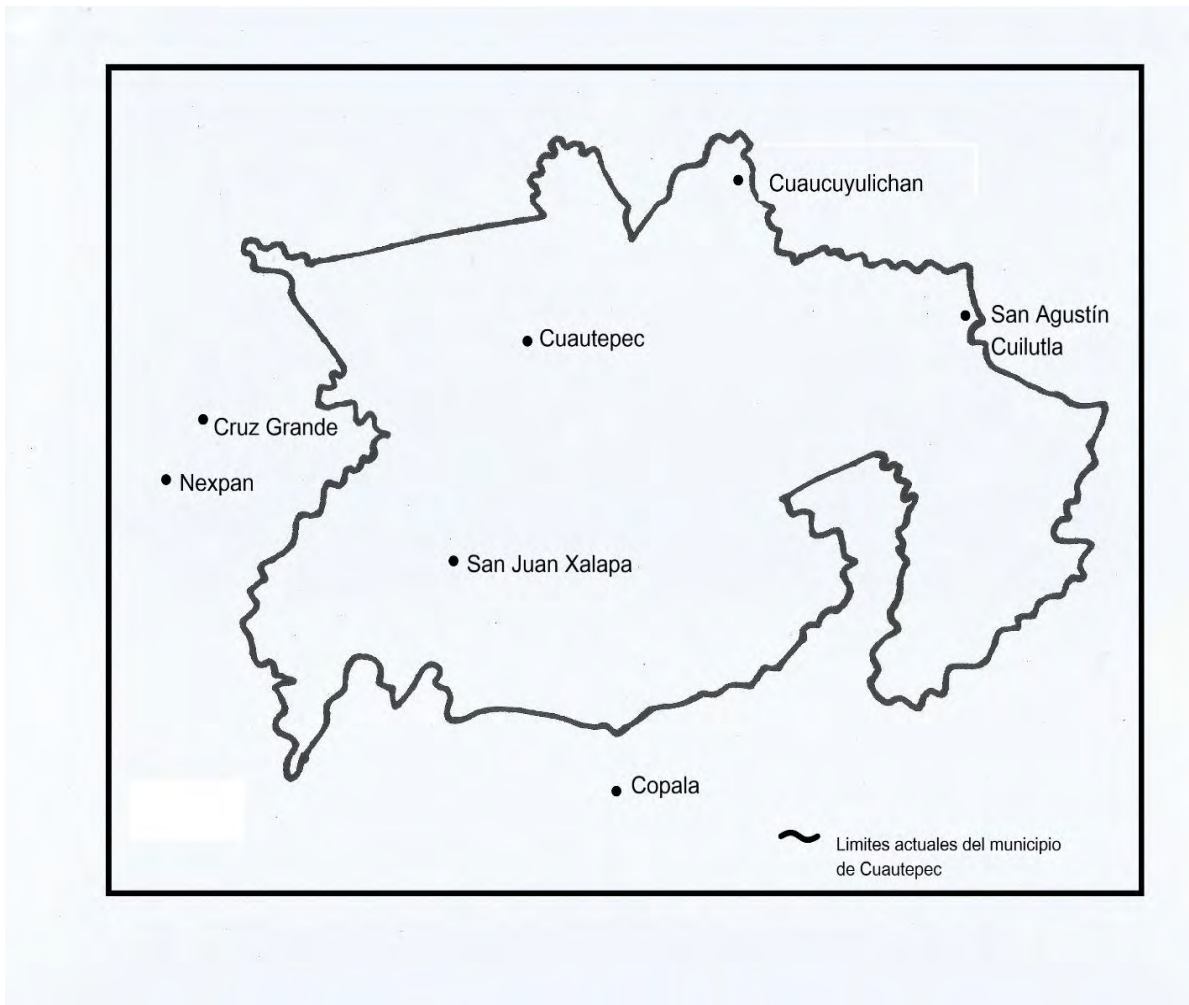 Cuaucuyulichan
San Agustín
Cuilutla
Cuautepec
Cruz Grande
Nexpan
San Juan Xalapa
Copala
Limites actuales del municipio
de Cuautepec